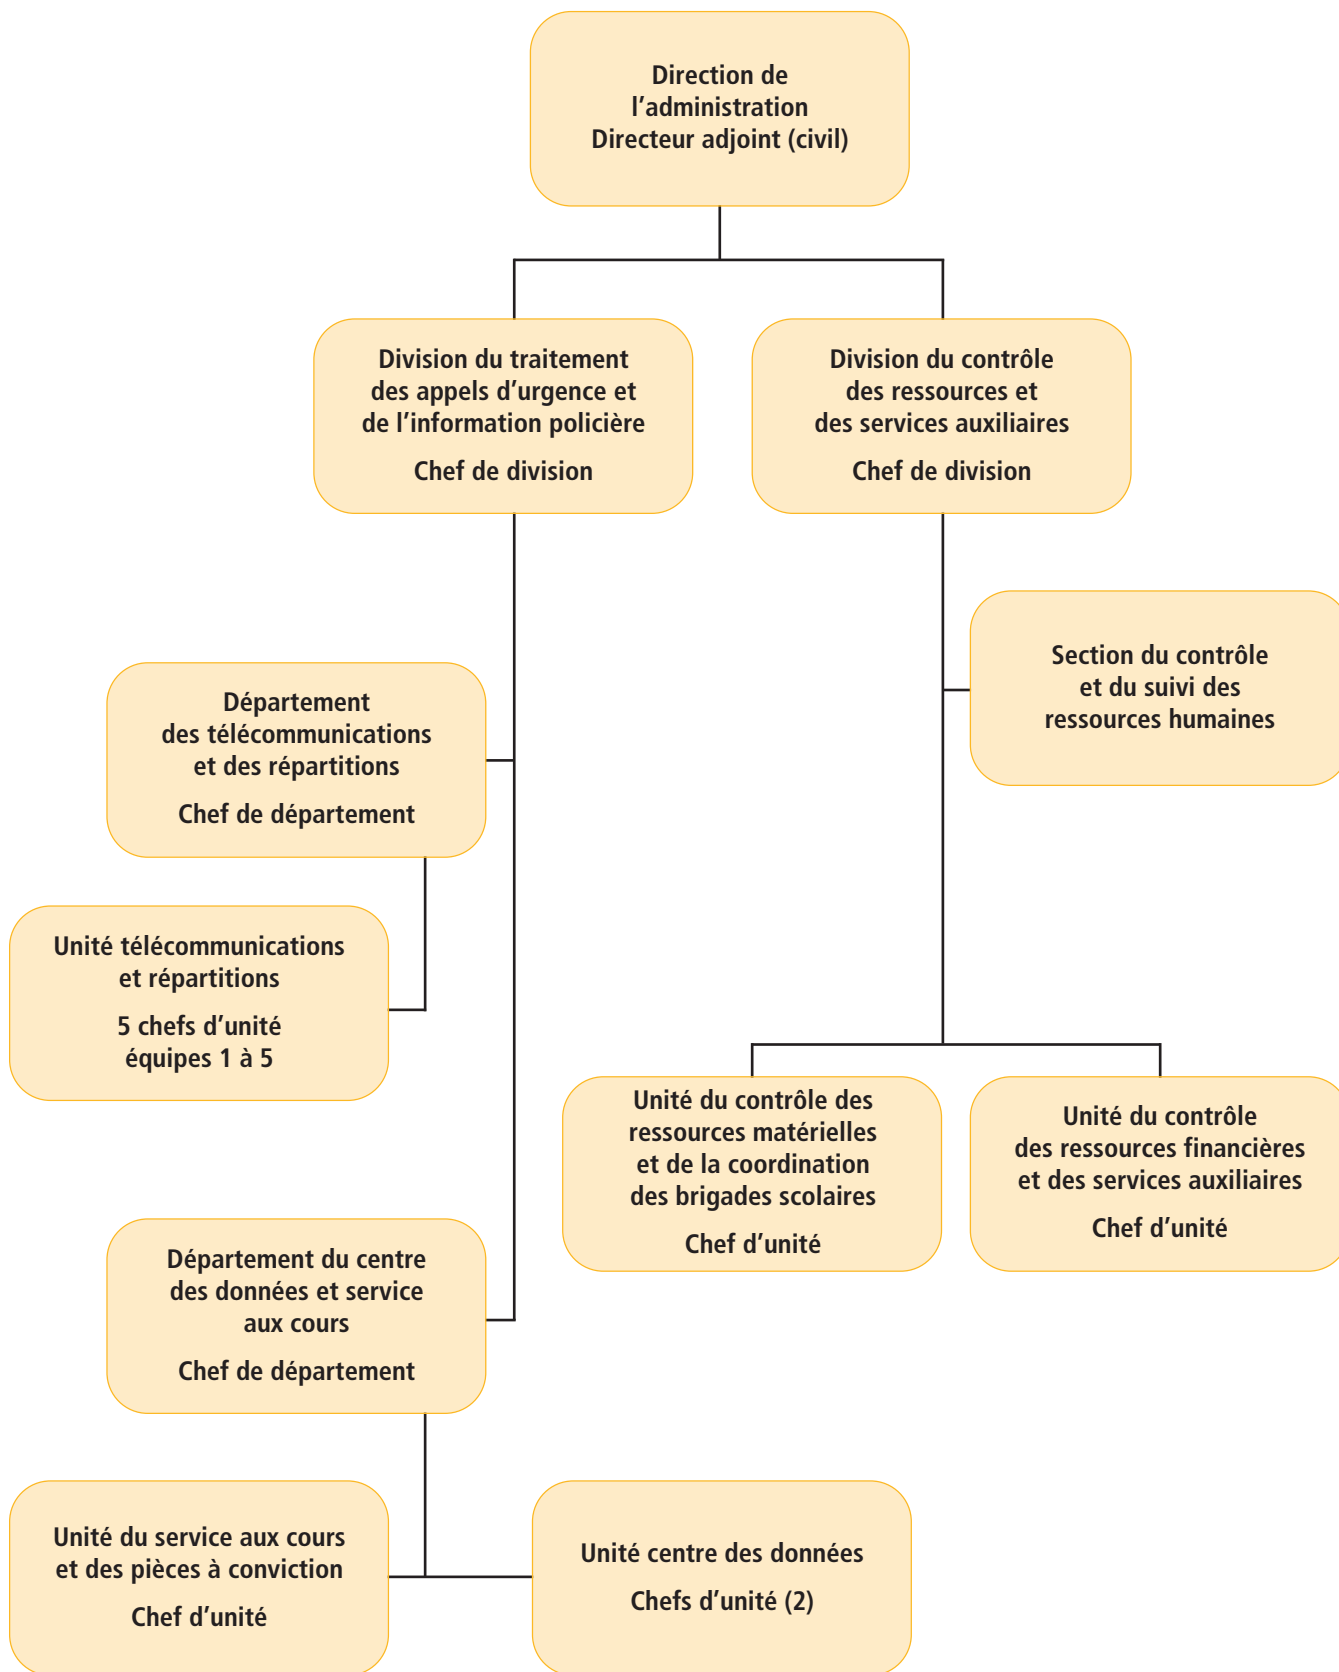 Direction de
l'administration
Directeur adjoint (civil)
Division du traitement
des appels d'urgence et
de l'information policière
Chef de division
Division du contrôle
des ressources et
des services auxiliaires
Chef de division
Section du contrôle
et du suivi des
ressources humaines
Département
des télécommunications
et des répartitions
Chef de département
Unité télécommunications
et répartitions
5 chefs d'unité
équipes 1 à 5
Unité du contrôle des
ressources matérielles
et de la coordination
des brigades scolaires
Chef d'unité
Unité du contrôle
des ressources financières
et des services auxiliaires
Chef d'unité
Département du centre
des données et service
aux cours
Chef de département
Unité du service aux cours
et des pièces à conviction
Chef d'unité
Unité centre des données
Chefs d'unité (2)